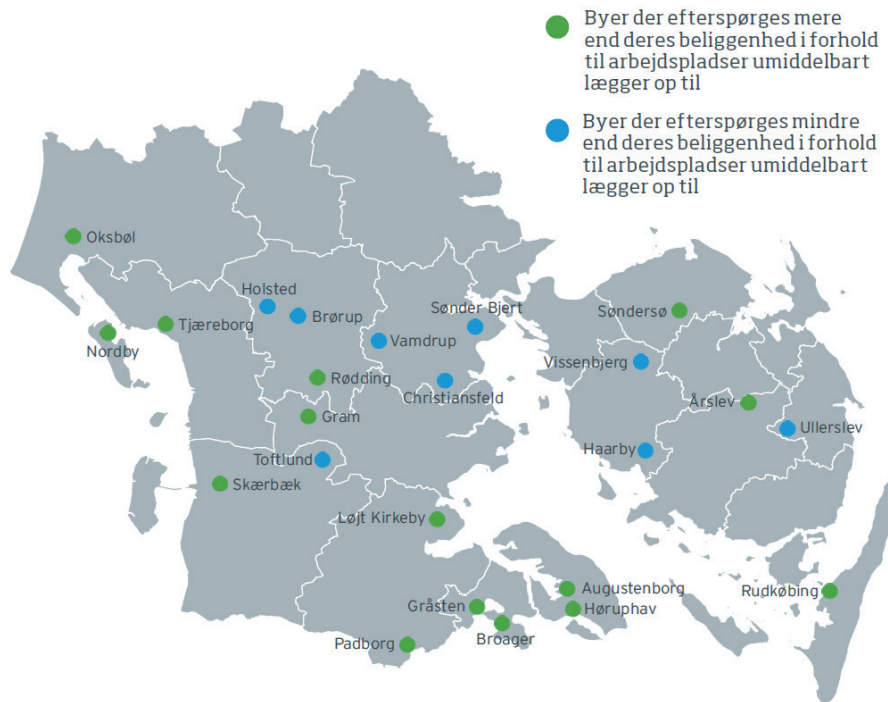 Byer der efterspørges mere
end deres beliggenhed i forhold
til arbejdspladser umiddelbart
lægger op til
Byer der efterspørges mindre
end deres beliggenhed i forhold
til arbejdspladser umiddelbart
lægger op til
Oksbøl
Holsted
Brørup
Sønder Bjert
Søndersø
Tjæreborg
Nordby
Vamdrup
Vissenbjerg
Rødding
Christiansfeld
Årslev
Gram
Ullerslev
Haarby
Toftlund
Skærbæk
Løjt Kirkeby
Augustenborg
Rudkøbing
Gråsten
Høruphav
Broager
Padborg